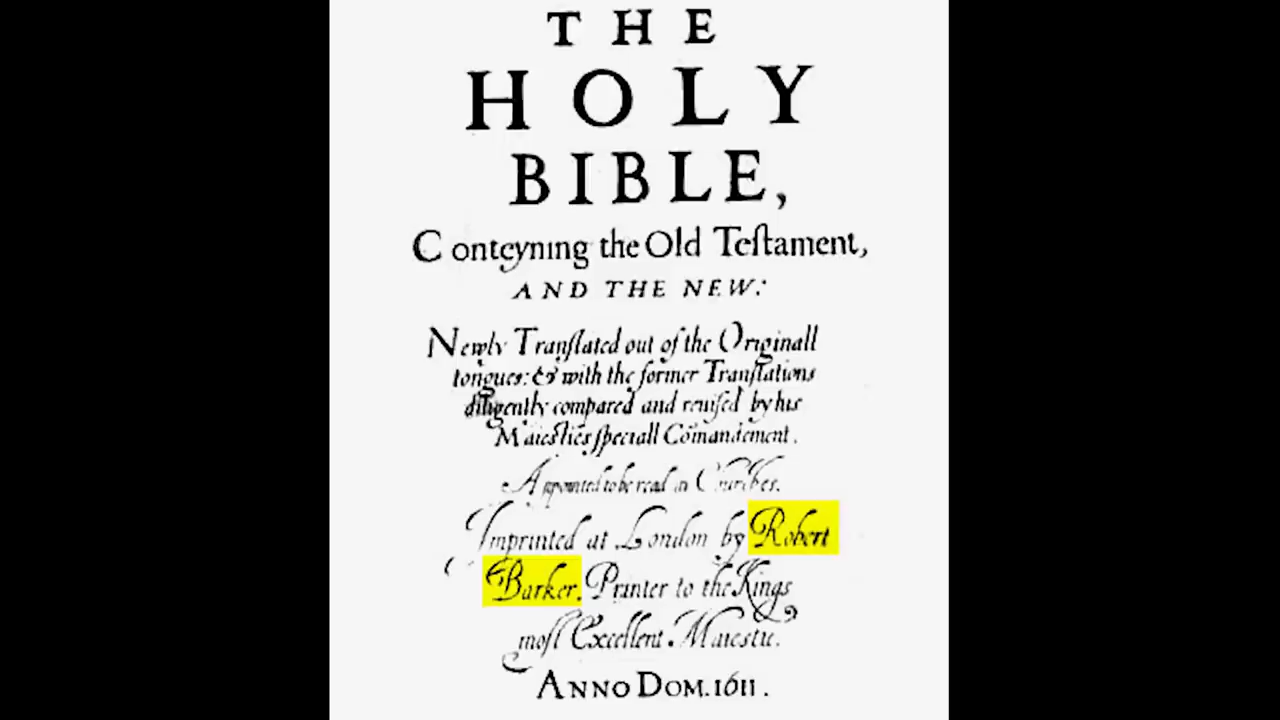 THE
HOLY
BIBLE,
Conteyning the Old Teſtament,
AND THE NEW:
Newly Tranſlated out of the Originall
tongues: & with the former Tranſlations
diligently compared and reuiſed by his
Maieſties ſpeciall Comandement.
Appointed to be read in Churches.
Imprinted at London by Robert
Barker, Printer to the Kings
moſt Excellent Maiestie.
ANNO DOM. 1611.